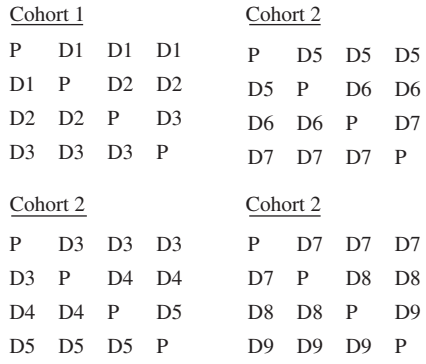 Cohort 1
P D1 D1 D1
D1 P D2 D2
D2 D2 P D3
D3 D3 D3 P
Cohort 2
P D5 D5 D5
D5 P D6 D6
D6 D6 P D7
D7 D7 D7 P
Cohort 2
P D3 D3 D3
D3 P D4 D4
D4 D4 P D5
D5 D5 D5 P
Cohort 2
P D7 D7 D7
D7 P D8 D8
D8 D8 P D9
D9 D9 D9 P